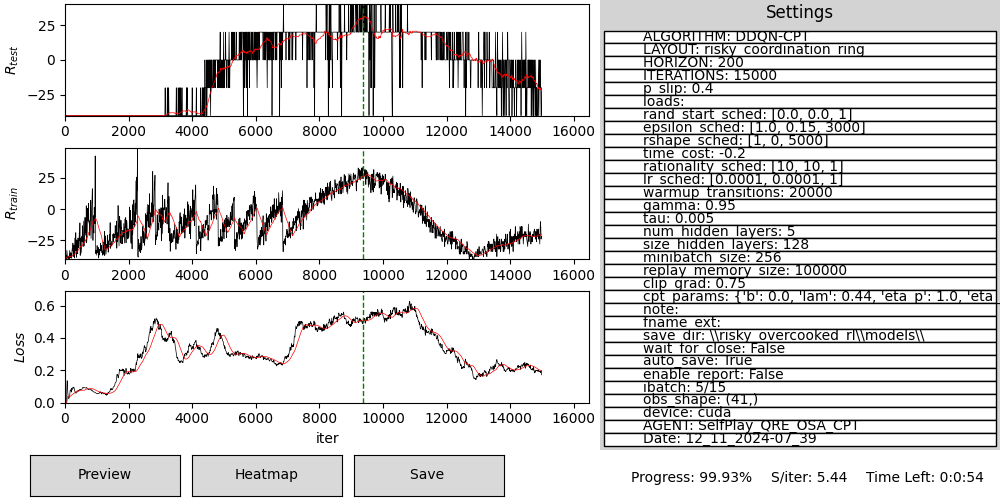 Settings
R_test
25
0
−25
0 2000 4000 6000 8000 10000 12000 14000 16000
R_train
25
0
−25
0 2000 4000 6000 8000 10000 12000 14000 16000
Loss
0.6
0.4
0.2
0.0
0 2000 4000 6000 8000 10000 12000 14000 16000
iter
ALGORITHM: DDQN-CPT
LAYOUT: risky_coordination_ring
HORIZON: 200
ITERATIONS: 15000
p_slip: 0.4
loads:
rand_start_sched: [0.0, 0.0, 1]
epsilon_sched: [1.0, 0.15, 3000]
rshape_sched: [1, 0, 5000]
time_cost: -0.2
rationality_sched: [10, 10, 1]
lr_sched: [0.0001, 0.0001, 1]
warmup_transitions: 20000
gamma: 0.95
tau: 0.005
num_hidden_layers: 5
size_hidden_layers: 128
minibatch_size: 256
replay_memory_size: 100000
clip_grad: 0.75
cpt_params: {'b': 0.0, 'lam': 0.44, 'eta_p': 1.0, 'eta_
note:
fname_ext:
save_dir: \\risky_overcooked_rl\\models\\
wait_for_close: False
auto_save: True
enable_report: False
ibatch: 5/15
obs_shape: (41,)
device: cuda
AGENT: SelfPlay_QRE_OSA_CPT
Date: 12_11_2024-07_39
Preview Heatmap Save
Progress: 99.93% S/iter: 5.44 Time Left: 0:0:54